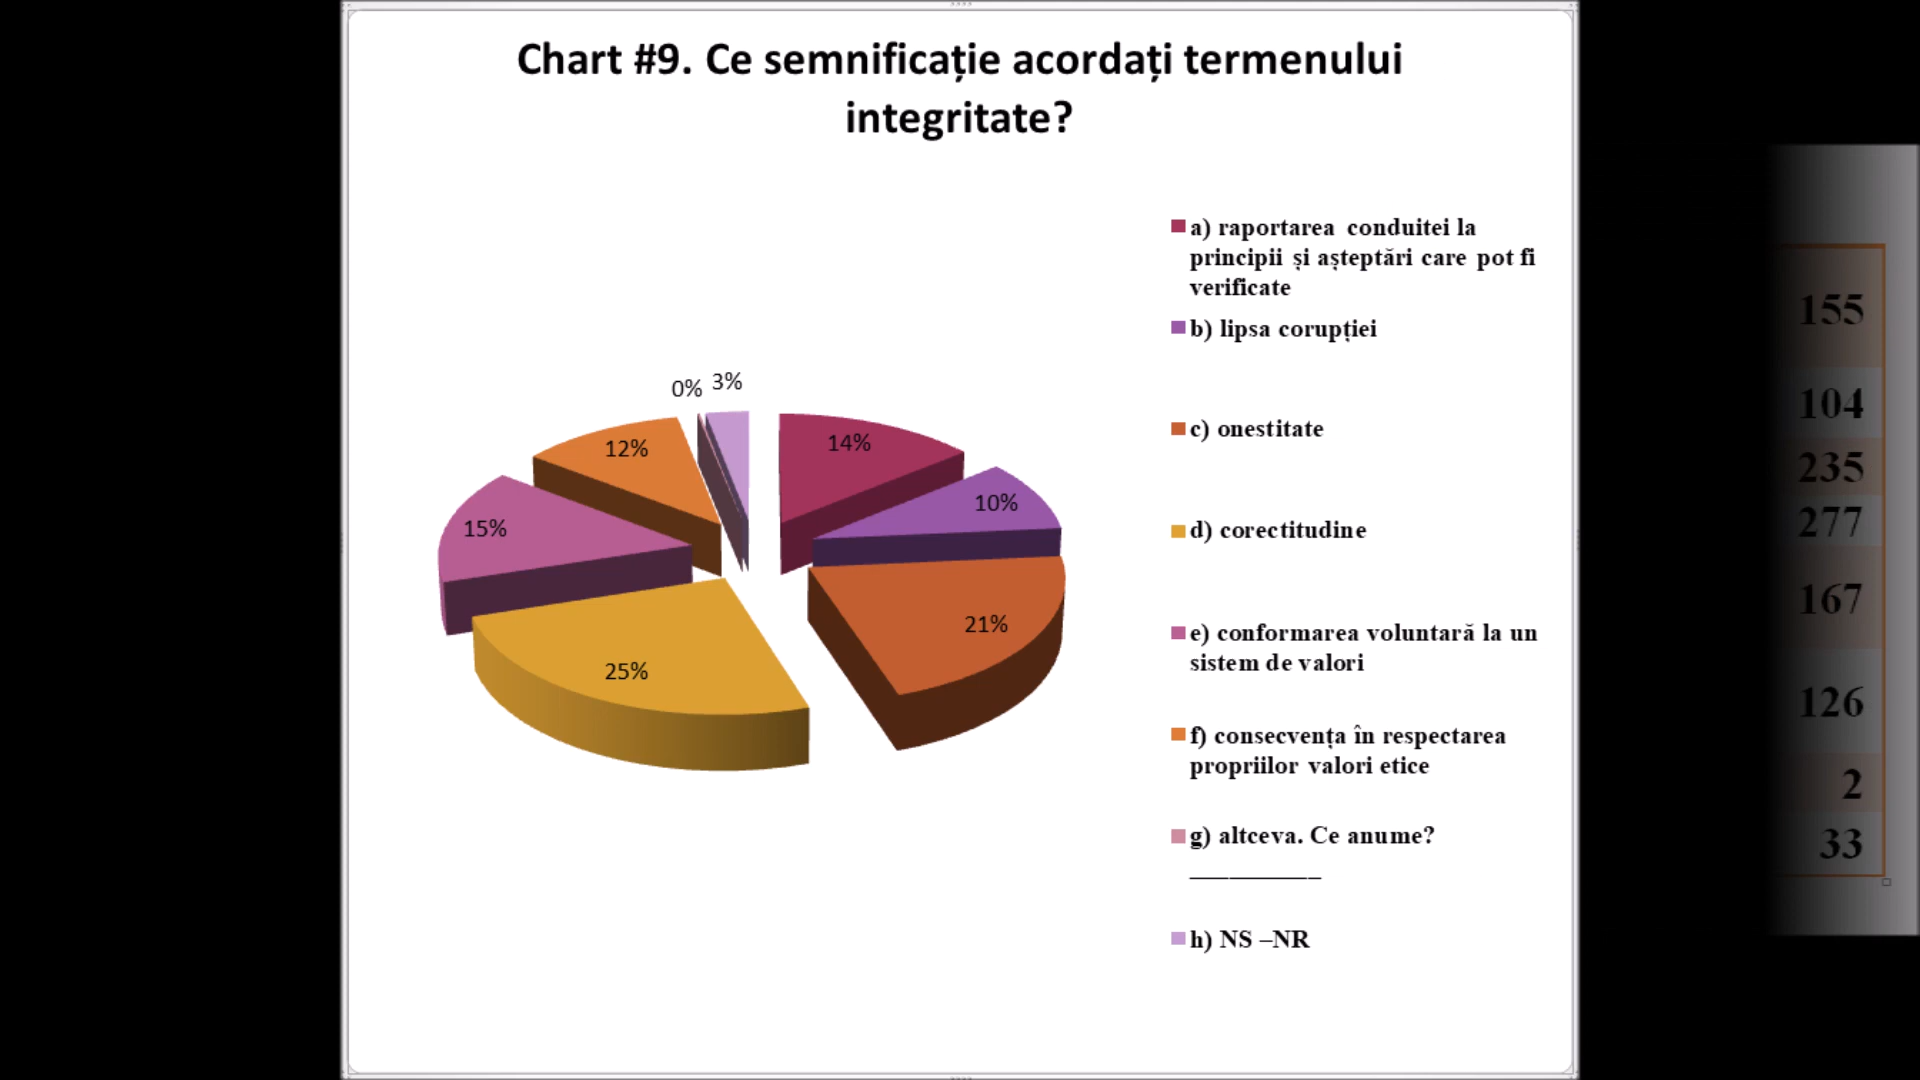 Chart #9. Ce semnificație acordați termenului
integritate?
a) raportarea conduitei la
principii și așteptări care pot fi
verificate
b) lipsa corupției
c) onestitate
d) corectitudine
e) conformarea voluntară la un
sistem de valori
f) consecvența în respectarea
propriilor valori etice
g) altceva. Ce anume?
__________
h) NS –NR
0% 3%
14%
12%
10%
15%
21%
25%
155
104
235
277
167
126
2
33